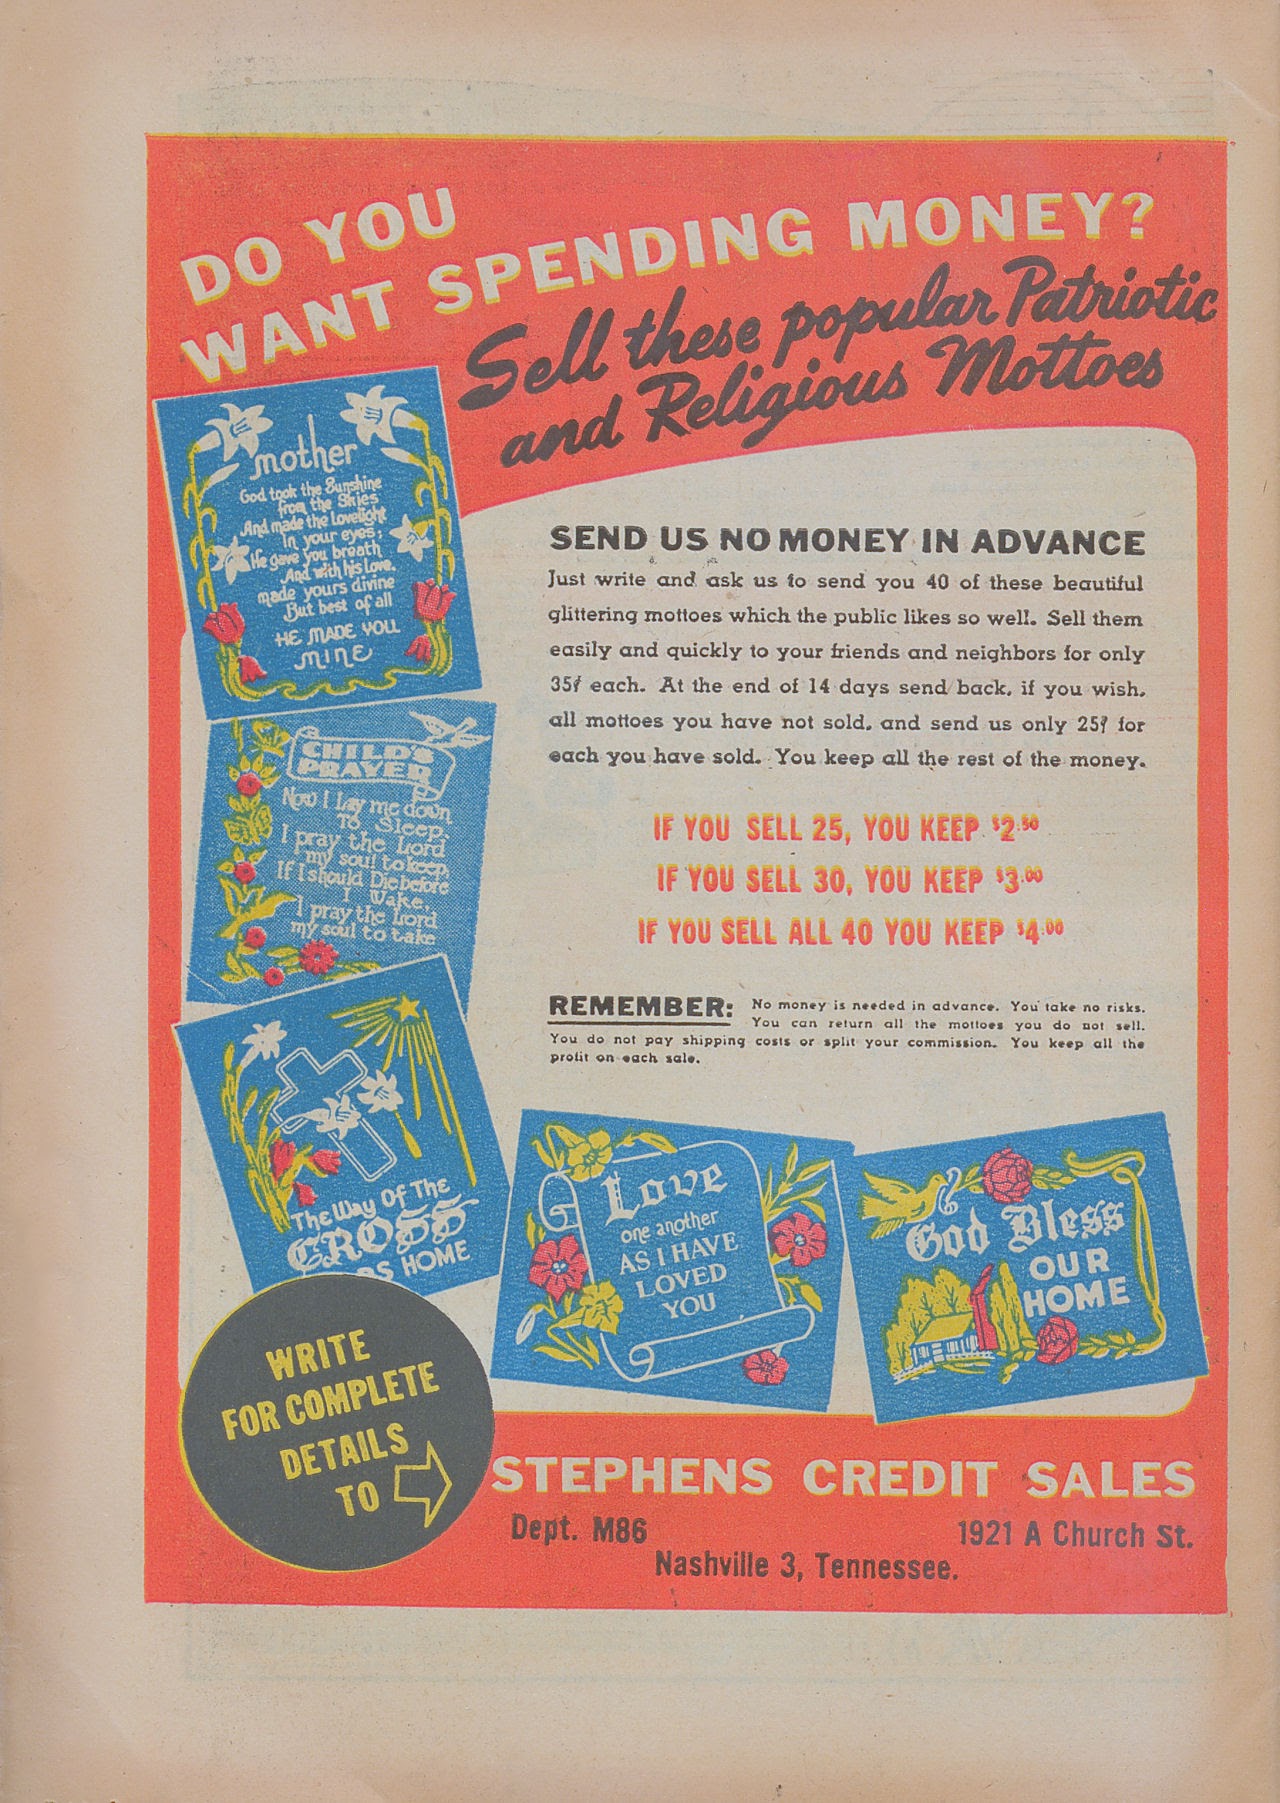 DO YOU
WANT SPENDING MONEY?
Sell these popular Patriotic
and Religious Mottoes
mother
God took the Sunshine
from the Skies
And made the Lovelight
In your eyes;
He gave you breath
And with his Love,
made yours divine
But best of all
HE MADE YOU
MINE
CHILD'S
PRAYER
Now I Lay me down
To Sleep,
I pray the Lord
my soul to keep,
If I should Die before
I Wake,
I pray the Lord
my soul to take
The Way Of The
CROSS
DS HOME
SEND US NO MONEY IN ADVANCE
Just write and ask us to send you 40 of these beautiful
glittering mottoes which the public likes so well. Sell them
easily and quickly to your friends and neighbors for only
35¢ each. At the end of 14 days send back, if you wish,
all mottoes you have not sold, and send us only 25¢ for
each you have sold. You keep all the rest of the money.
IF YOU SELL 25, YOU KEEP $2.50
IF YOU SELL 30, YOU KEEP $3.00
IF YOU SELL ALL 40 YOU KEEP $4.00
REMEMBER: No money is needed in advance. You take no risks.
You can return all the mottoes you do not sell.
You do not pay shipping costs or split your commission. You keep all the
profit on each sale.
Love
one another
AS I HAVE
LOVED
YOU
God Bless
OUR
HOME
WRITE
FOR COMPLETE
DETAILS
TO
STEPHENS CREDIT SALES
Dept. M86 1921 A Church St.
Nashville 3, Tennessee.